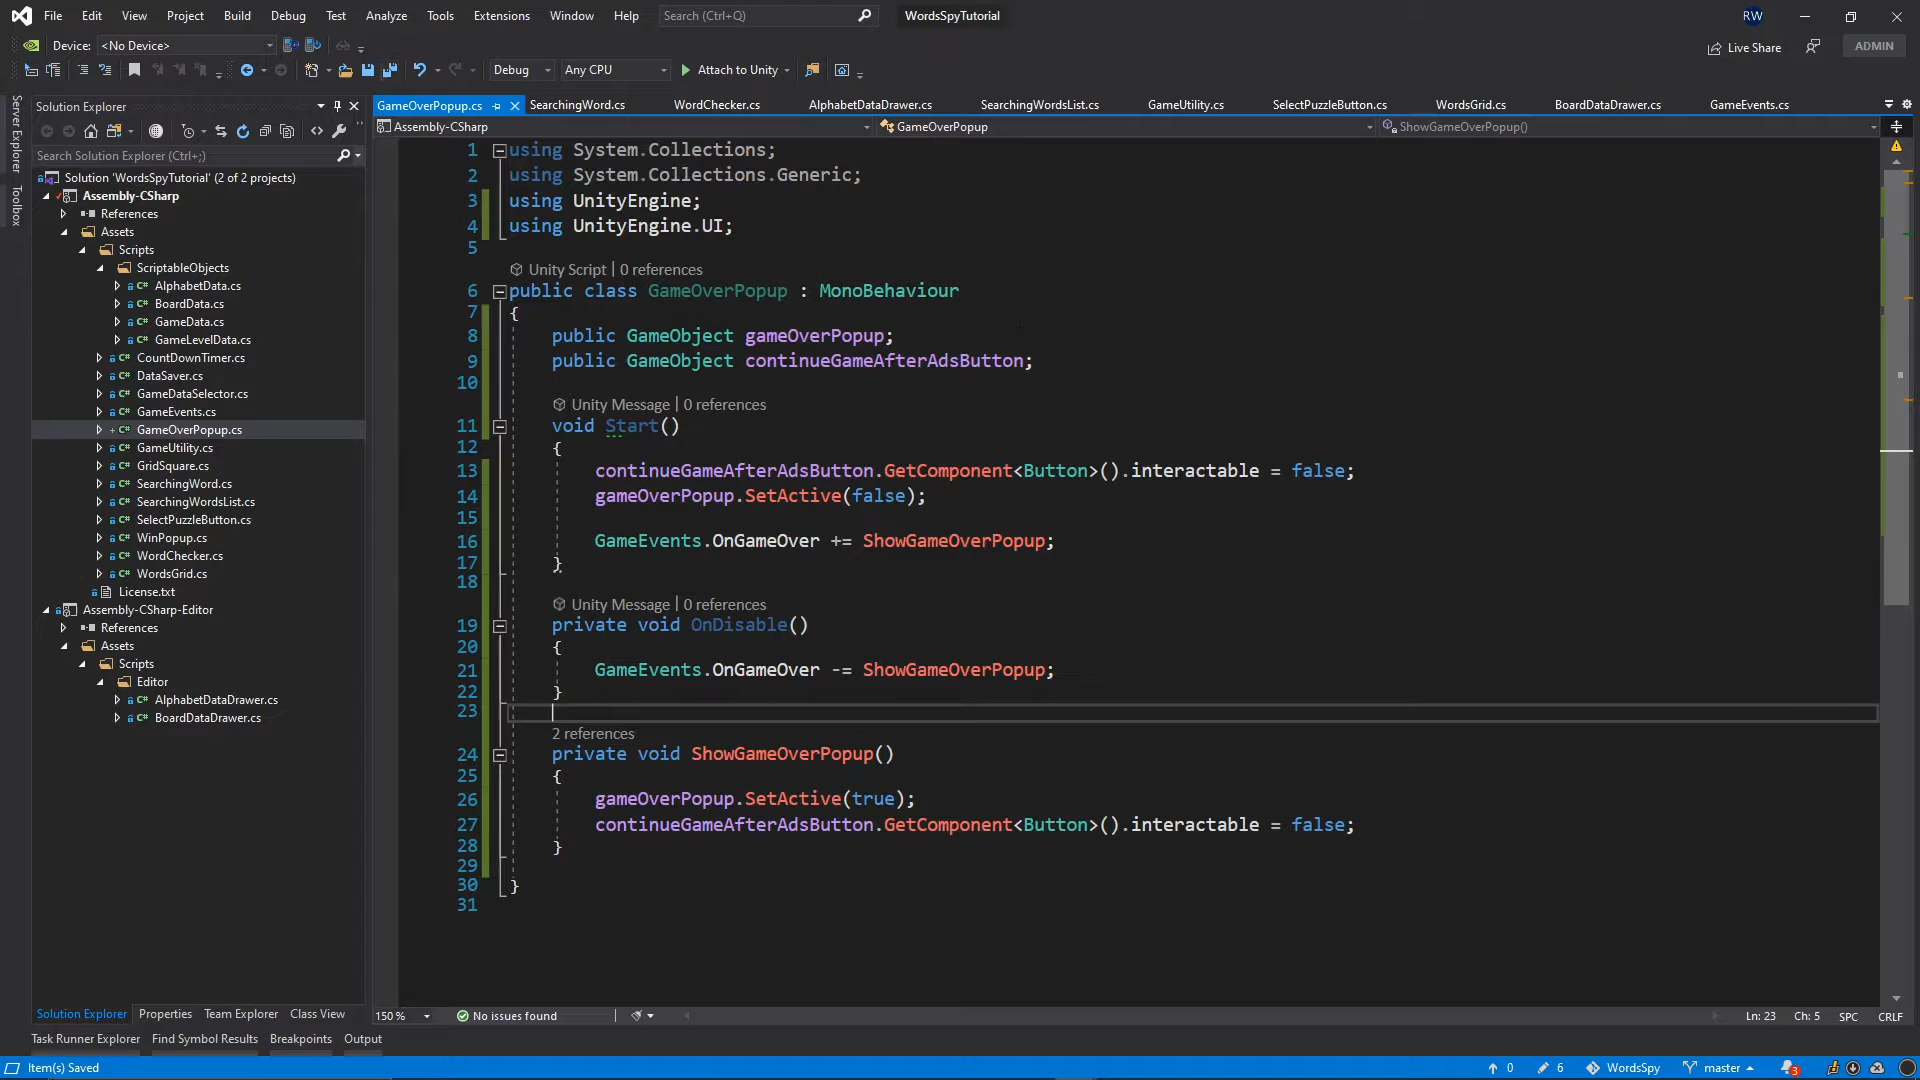 File Edit View Project Build Debug Test Analyze Tools Extensions Window Help Search (Ctrl+Q) WordsSpyTutorial RW
Device: <No Device> Live Share ADMIN
Debug Any CPU Attach to Unity
Server Explorer
Toolbox
Solution Explorer
Search Solution Explorer (Ctrl+;)
Solution 'WordsSpyTutorial' (2 of 2 projects)
Assembly-CSharp
References
Assets
Scripts
ScriptableObjects
C# AlphabetData.cs
C# BoardData.cs
C# GameData.cs
C# GameLevelData.cs
C# CountDownTimer.cs
C# DataSaver.cs
C# GameDataSelector.cs
C# GameEvents.cs
+ C# GameOverPopup.cs
C# GameUtility.cs
C# GridSquare.cs
C# SearchingWord.cs
C# SearchingWordsList.cs
C# SelectPuzzleButton.cs
C# WinPopup.cs
C# WordChecker.cs
C# WordsGrid.cs
License.txt
Assembly-CSharp-Editor
References
Assets
Scripts
Editor
C# AlphabetDataDrawer.cs
C# BoardDataDrawer.cs
Solution Explorer Properties Team Explorer Class View
GameOverPopup.cs SearchingWord.cs WordChecker.cs AlphabetDataDrawer.cs SearchingWordsList.cs GameUtility.cs SelectPuzzleButton.cs WordsGrid.cs BoardDataDrawer.cs GameEvents.cs
Assembly-CSharp GameOverPopup ShowGameOverPopup()
1 using System.Collections;
2 using System.Collections.Generic;
3 using UnityEngine;
4 using UnityEngine.UI;
5
Unity Script | 0 references
6 public class GameOverPopup : MonoBehaviour
7 {
8 public GameObject gameOverPopup;
9 public GameObject continueGameAfterAdsButton;
10
Unity Message | 0 references
11 void Start()
12 {
13 continueGameAfterAdsButton.GetComponent<Button>().interactable = false;
14 gameOverPopup.SetActive(false);
15
16 GameEvents.OnGameOver += ShowGameOverPopup;
17 }
18
Unity Message | 0 references
19 private void OnDisable()
20 {
21 GameEvents.OnGameOver -= ShowGameOverPopup;
22 }
23
2 references
24 private void ShowGameOverPopup()
25 {
26 gameOverPopup.SetActive(true);
27 continueGameAfterAdsButton.GetComponent<Button>().interactable = false;
28 }
29
30 }
31
150 % No issues found Ln: 23 Ch: 5 SPC CRLF
Task Runner Explorer Find Symbol Results Breakpoints Output
Item(s) Saved 0 6 WordsSpy master 3